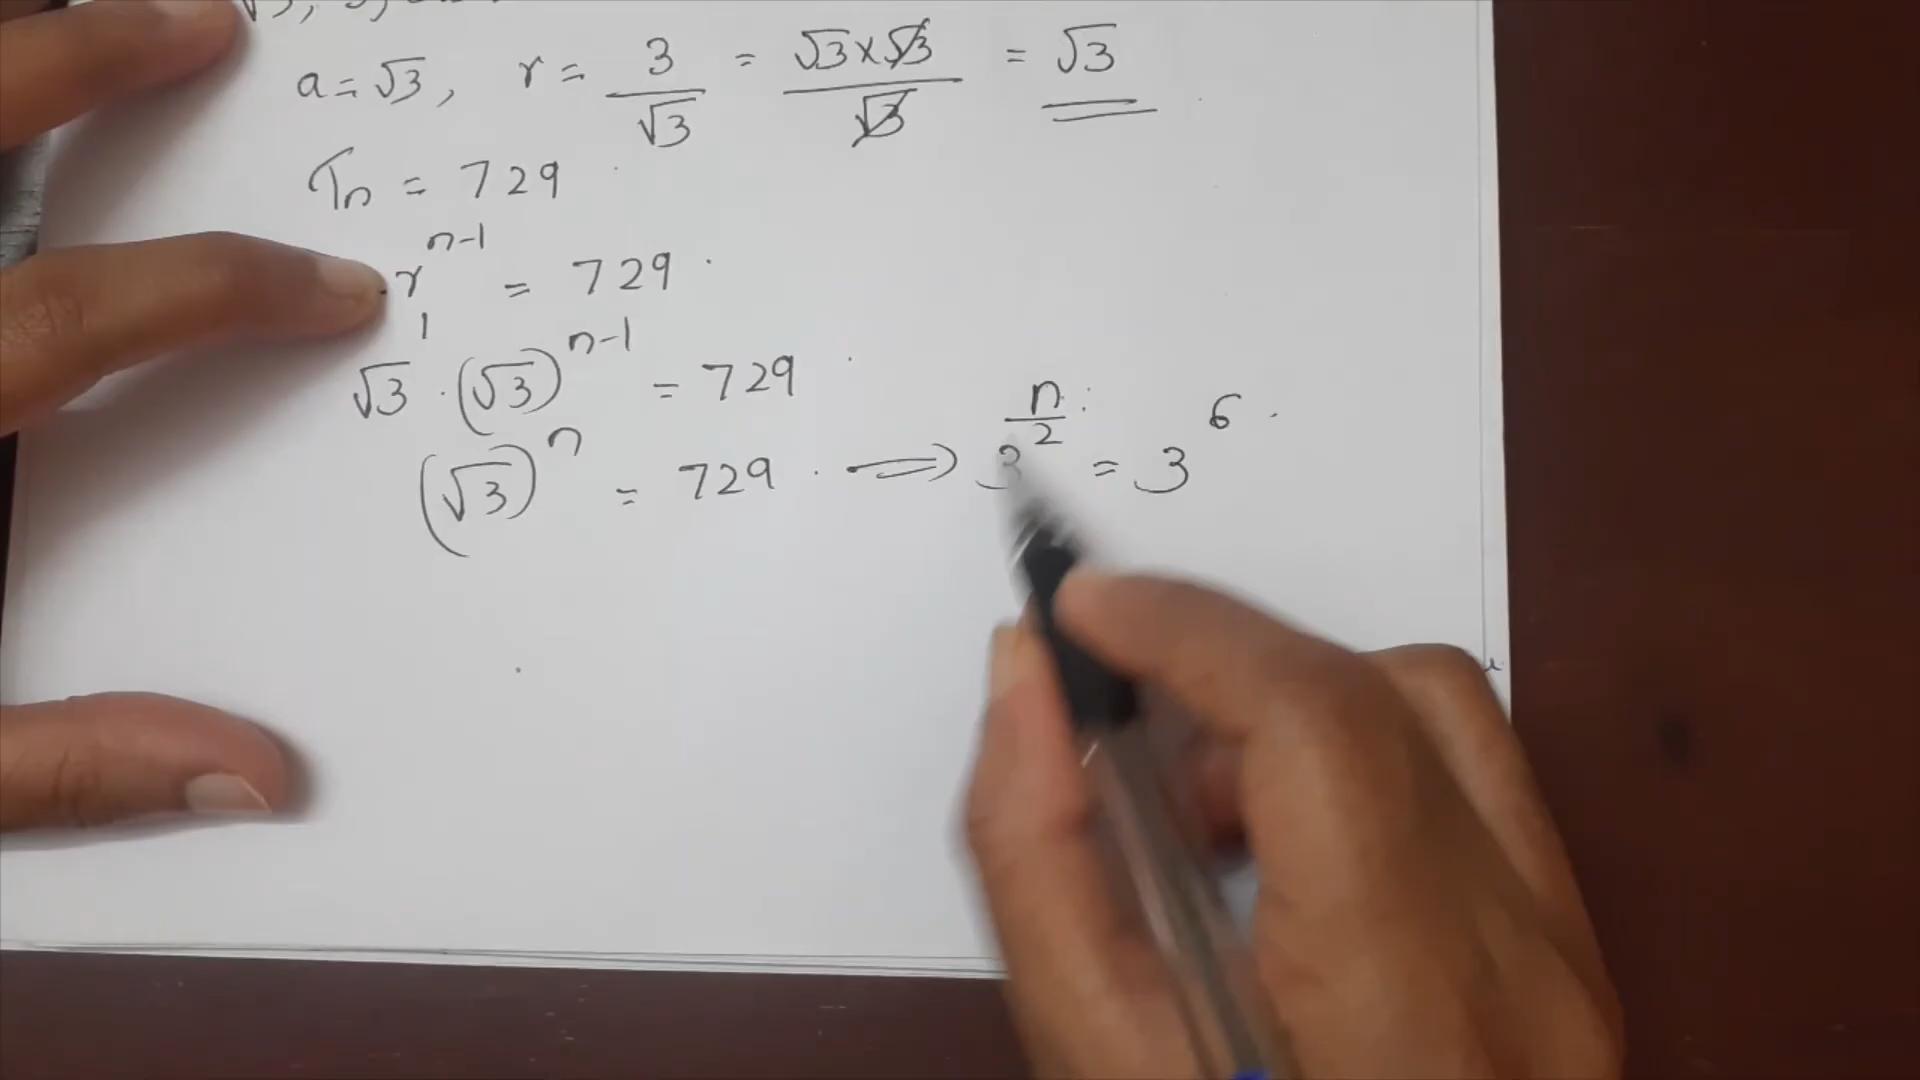 a = √3, r = 3/√3 = √3×√3/√3 = √3
Tn = 729
r^(n-1) = 729
√3^1 · (√3)^(n-1) = 729
(√3)^n = 729 ⇒ 3^(n/2) = 3^6